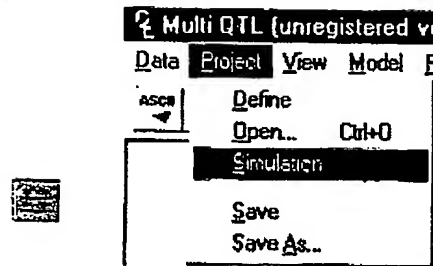 Multi QTL (unregistered
Data Project View Model
ASCII
Define
Open... Ctrl+O
Simulation
Save
Save As...